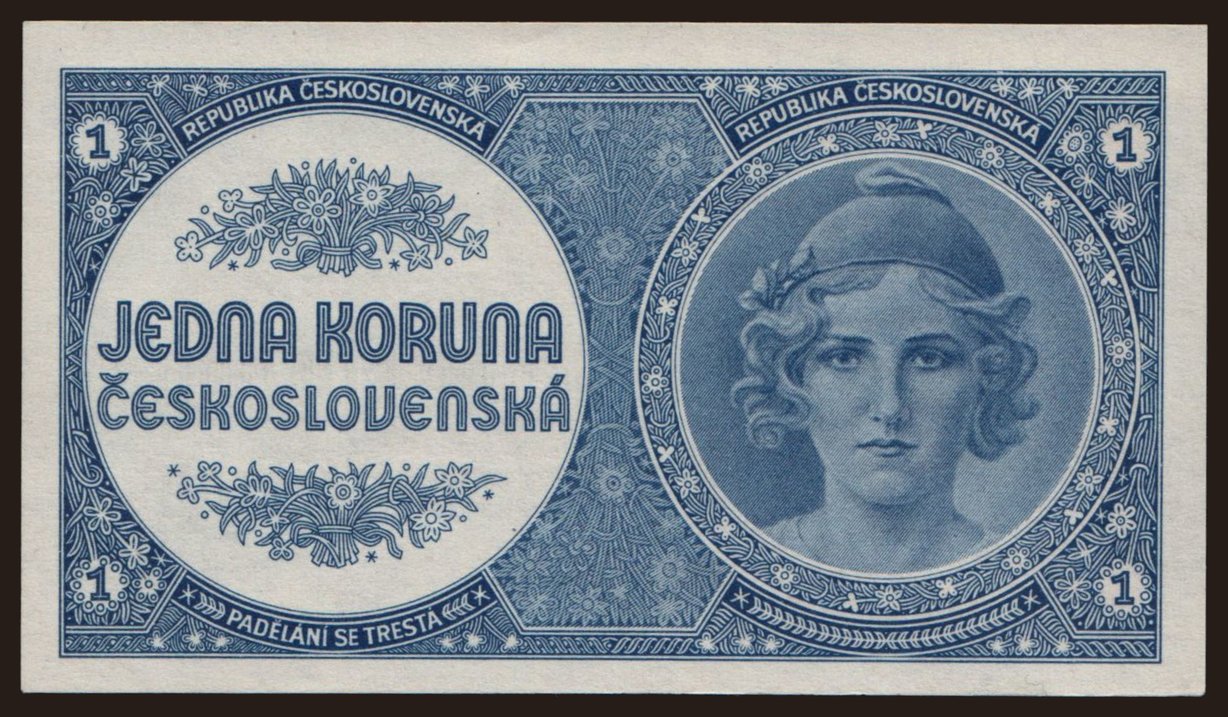 REPUBLIKA ČESKOSLOVENSKÁ
REPUBLIKA ČESKOSLOVENSKÁ
1
1
JEDNA KORUNA
ČESKOSLOVENSKÁ
1
1
PADĚLÁNÍ SE TRESTÁ